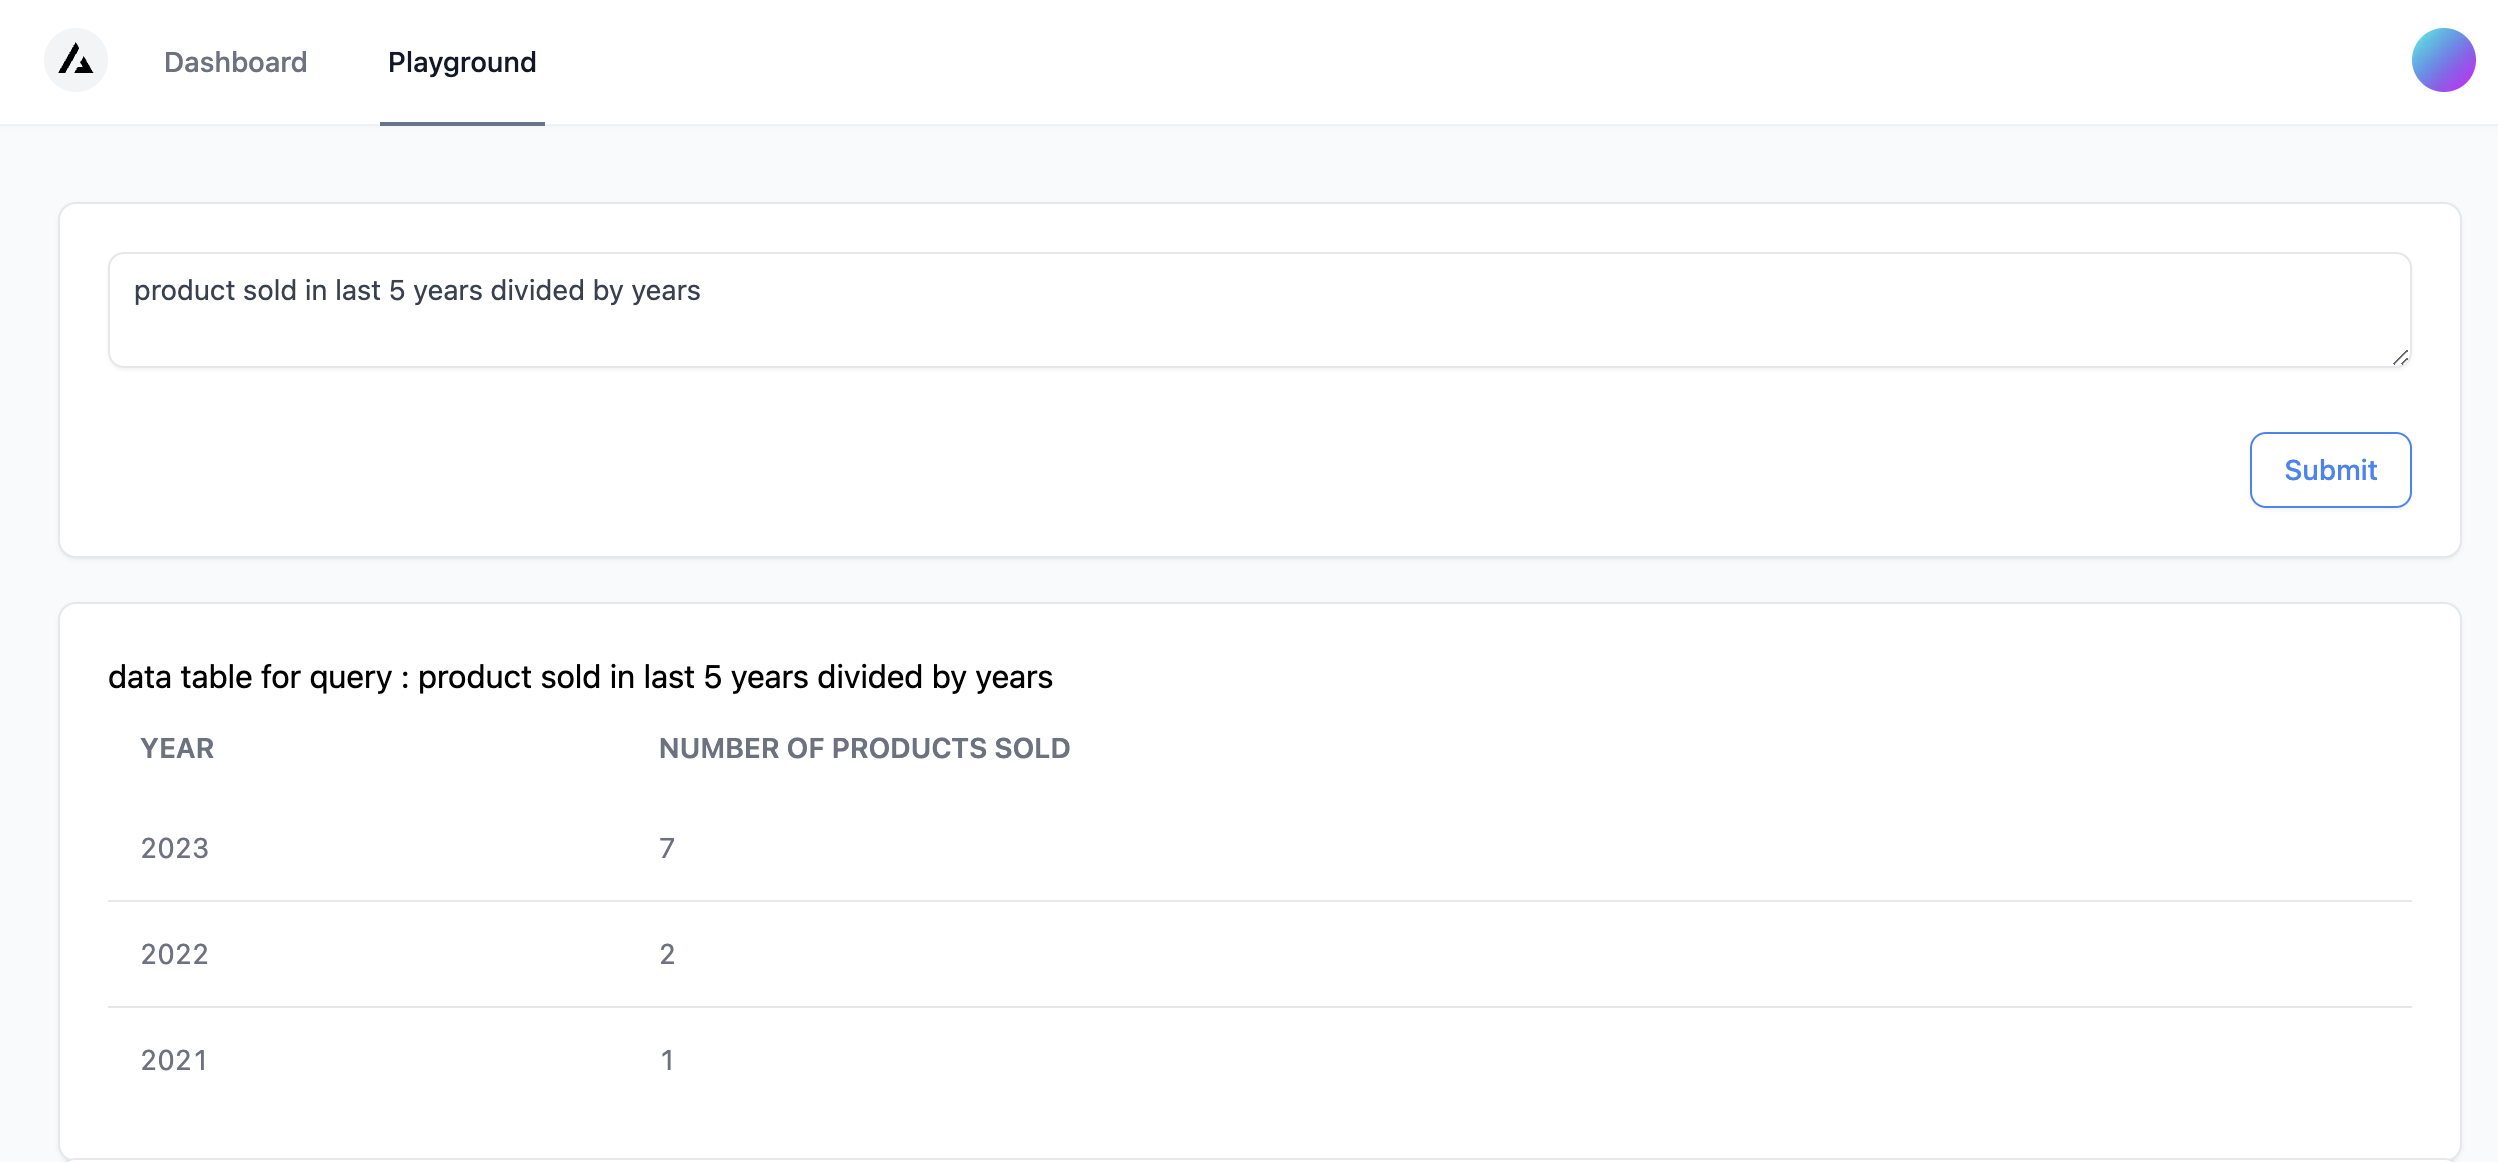 Dashboard Playground
product sold in last 5 years divided by years
Submit
data table for query : product sold in last 5 years divided by years
YEAR NUMBER OF PRODUCTS SOLD
2023 7
2022 2
2021 1